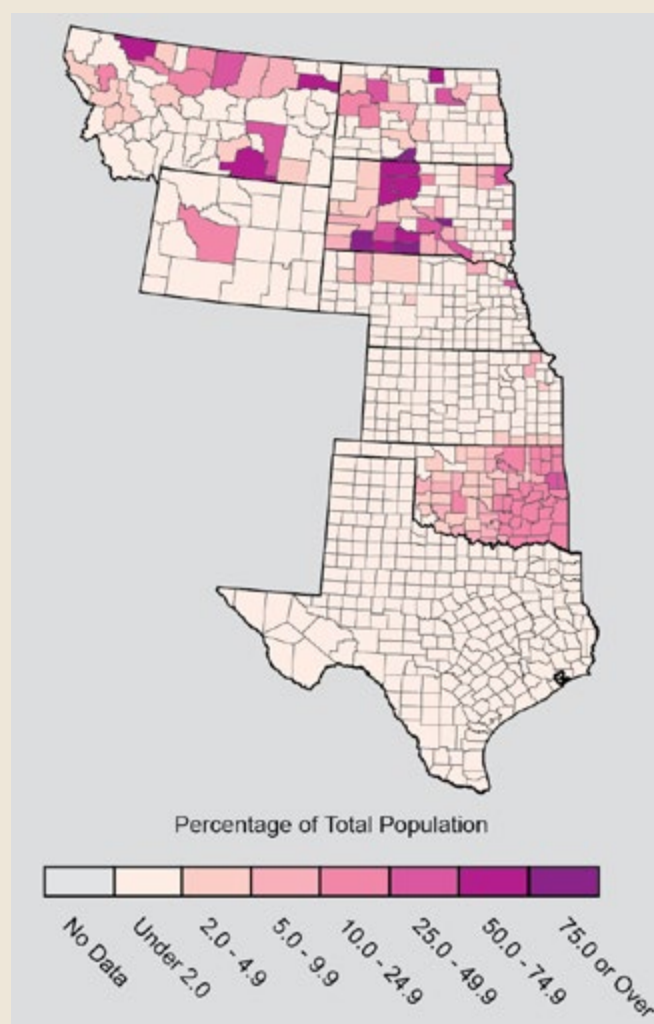 Percentage of Total Population
No Data
Under 2.0
2.0 - 4.9
5.0 - 9.9
10.0 - 24.9
25.0 - 49.9
50.0 - 74.9
75.0 or Over